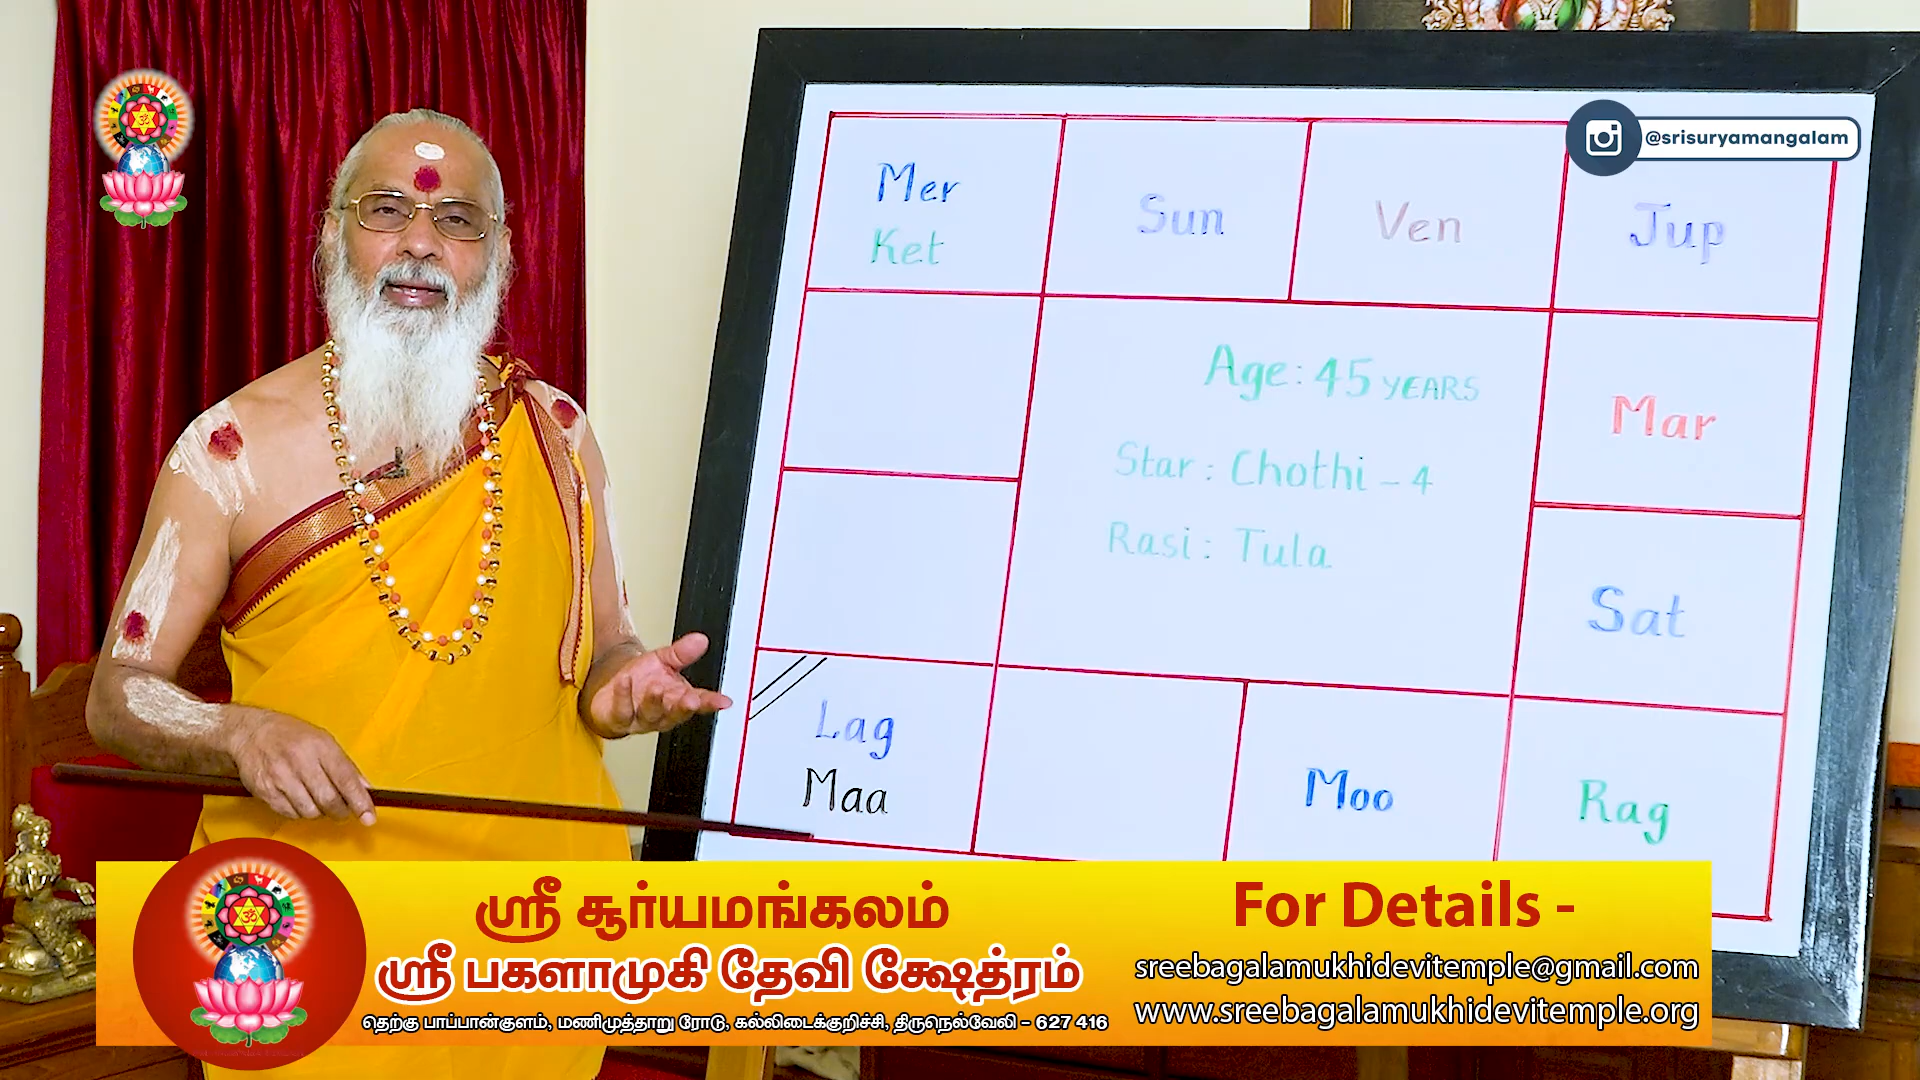 @srisuryamangalam
Mer
Ket
Sun
Ven
Jup
Age: 45 YEARS
Mar
Star: Chothi - 4
Rasi: Tula
Sat
Lag
Maa
Moo
Rag
ஸ்ரீ சூர்யமங்கலம்
ஸ்ரீ பகளாமுகி தேவி க்ஷேத்ரம்
தெற்கு பாப்பான்குளம், மணிமுத்தாறு ரோடு, கல்லிடைக்குறிச்சி, திருநெல்வேலி - 627 416
For Details -
sreebagalamukhidevitemple@gmail.com
www.sreebagalamukhidevitemple.org